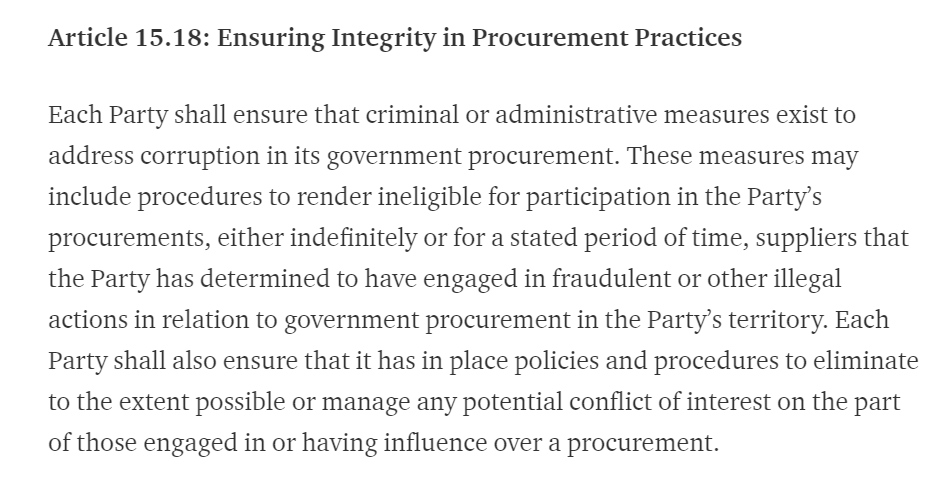 Article 15.18: Ensuring Integrity in Procurement Practices
Each Party shall ensure that criminal or administrative measures exist to
address corruption in its government procurement. These measures may
include procedures to render ineligible for participation in the Party’s
procurements, either indefinitely or for a stated period of time, suppliers that
the Party has determined to have engaged in fraudulent or other illegal
actions in relation to government procurement in the Party’s territory. Each
Party shall also ensure that it has in place policies and procedures to eliminate
to the extent possible or manage any potential conflict of interest on the part
of those engaged in or having influence over a procurement.